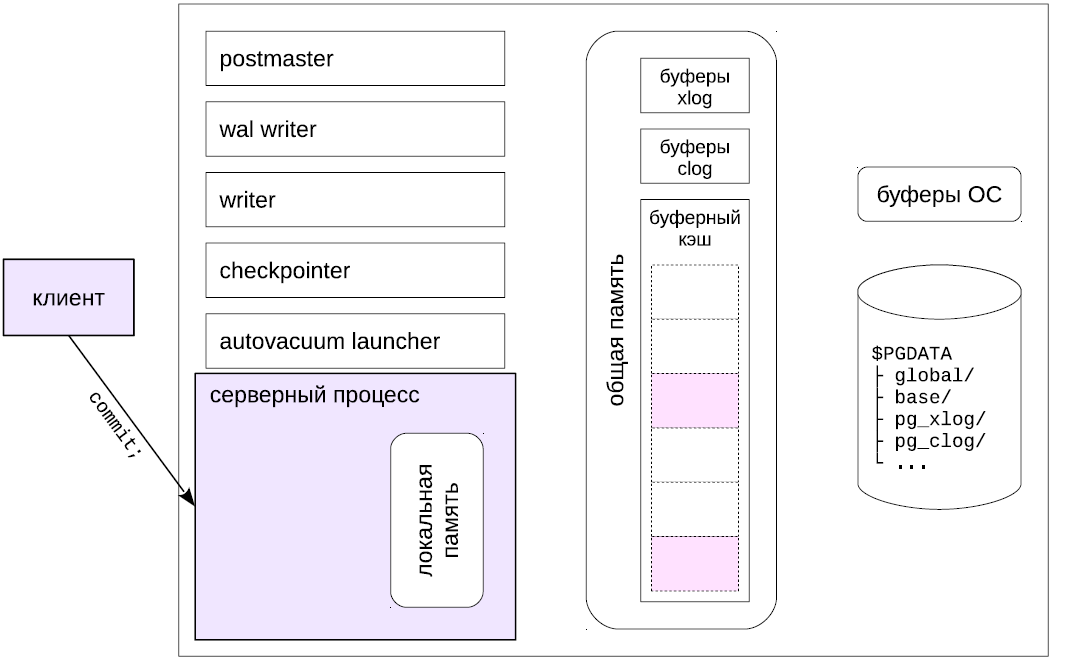 postmaster
wal writer
writer
checkpointer
autovacuum launcher
клиент
commit;
серверный процесс
локальная
память
общая память
буферы
xlog
буферы
clog
буферный
кэш
буферы ОС
$PGDATA
global/
base/
pg_xlog/
pg_clog/
...